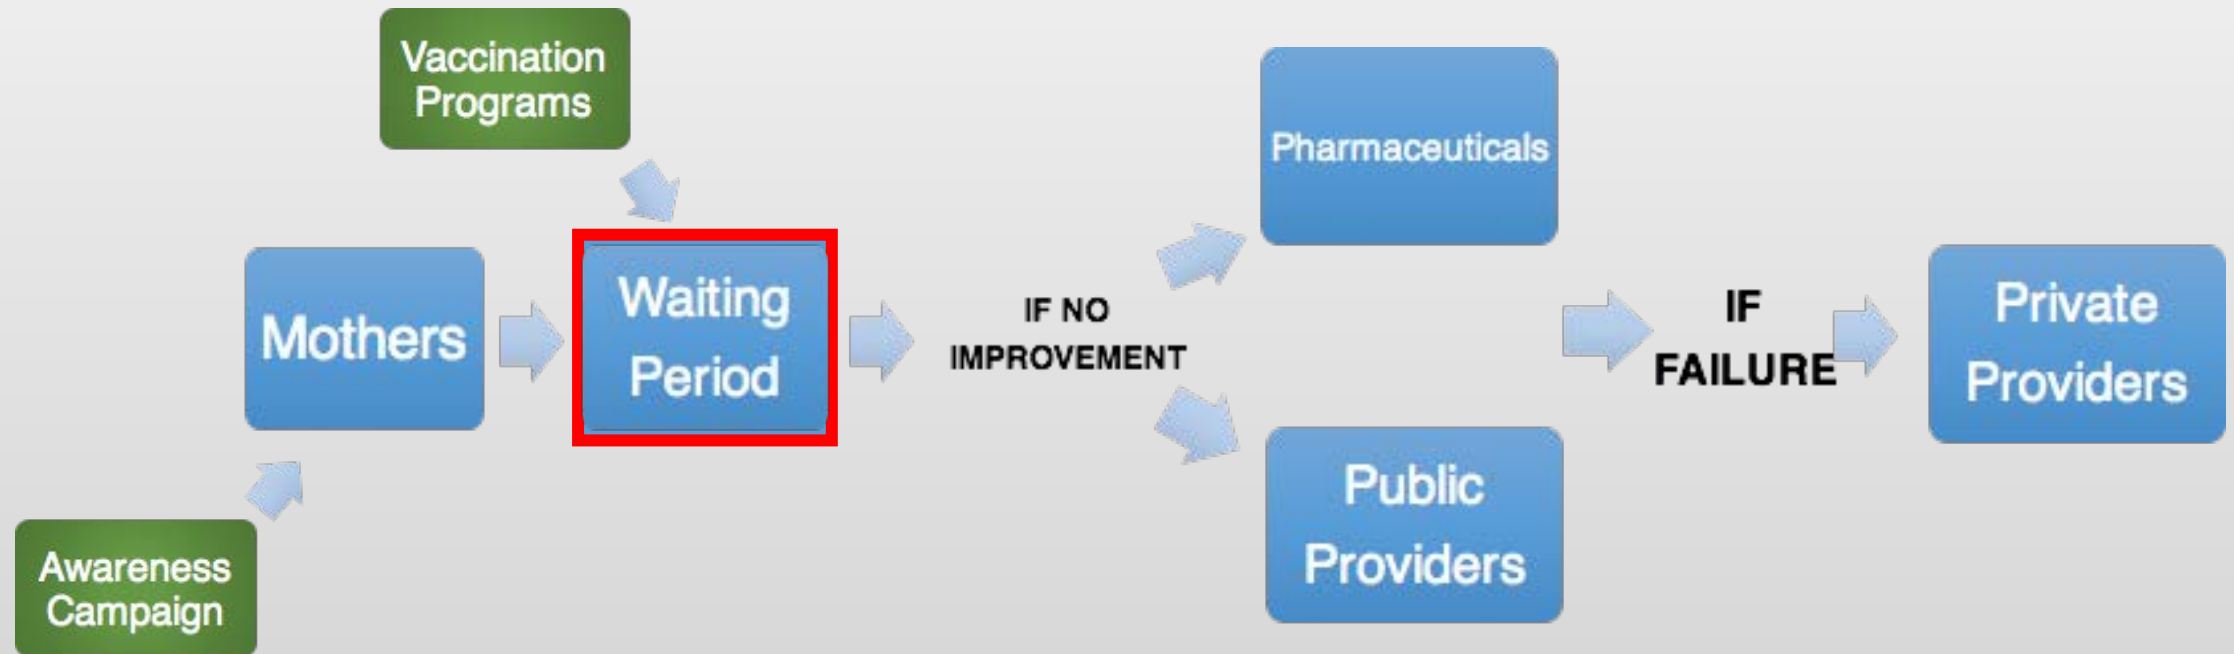 Vaccination
Programs
Mothers
Waiting
Period
Awareness
Campaign
IF NO
IMPROVEMENT
Pharmaceuticals
Public
Providers
IF
FAILURE
Private
Providers